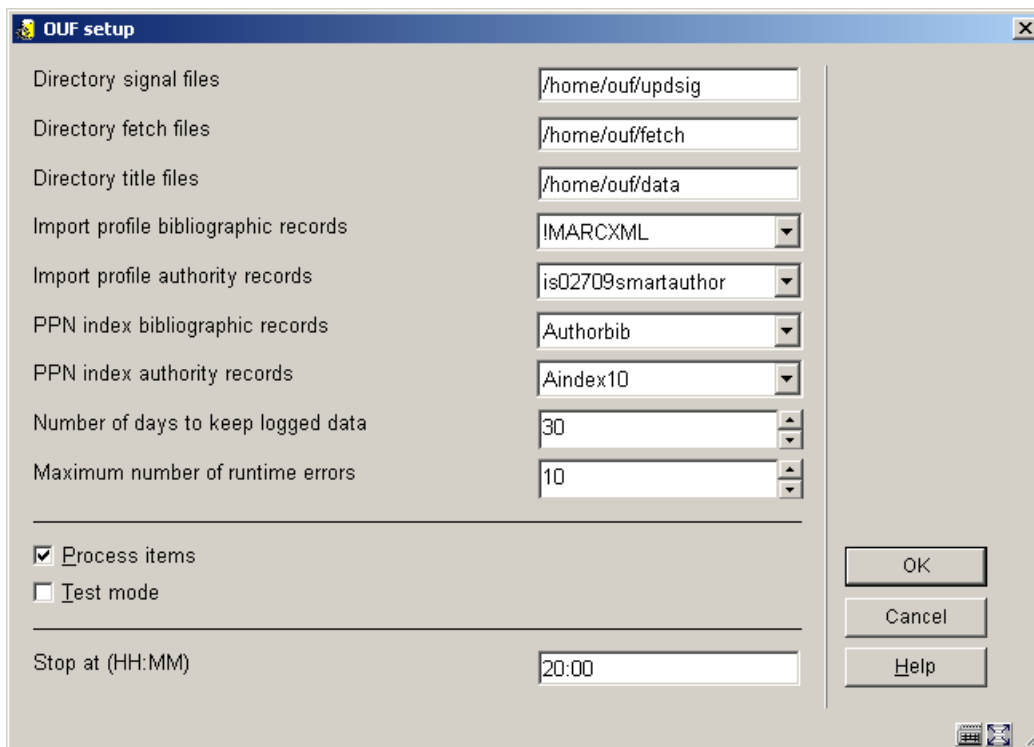 OUF setup
Directory signal files /home/ouf/updsig
Directory fetch files /home/ouf/fetch
Directory title files /home/ouf/data
Import profile bibliographic records !MARCXML
Import profile authority records is02709smartauthor
PPN index bibliographic records Authorbib
PPN index authority records Aindex10
Number of days to keep logged data 30
Maximum number of runtime errors 10
Process items
OK
Test mode
Cancel
Stop at (HH:MM) 20:00
Help